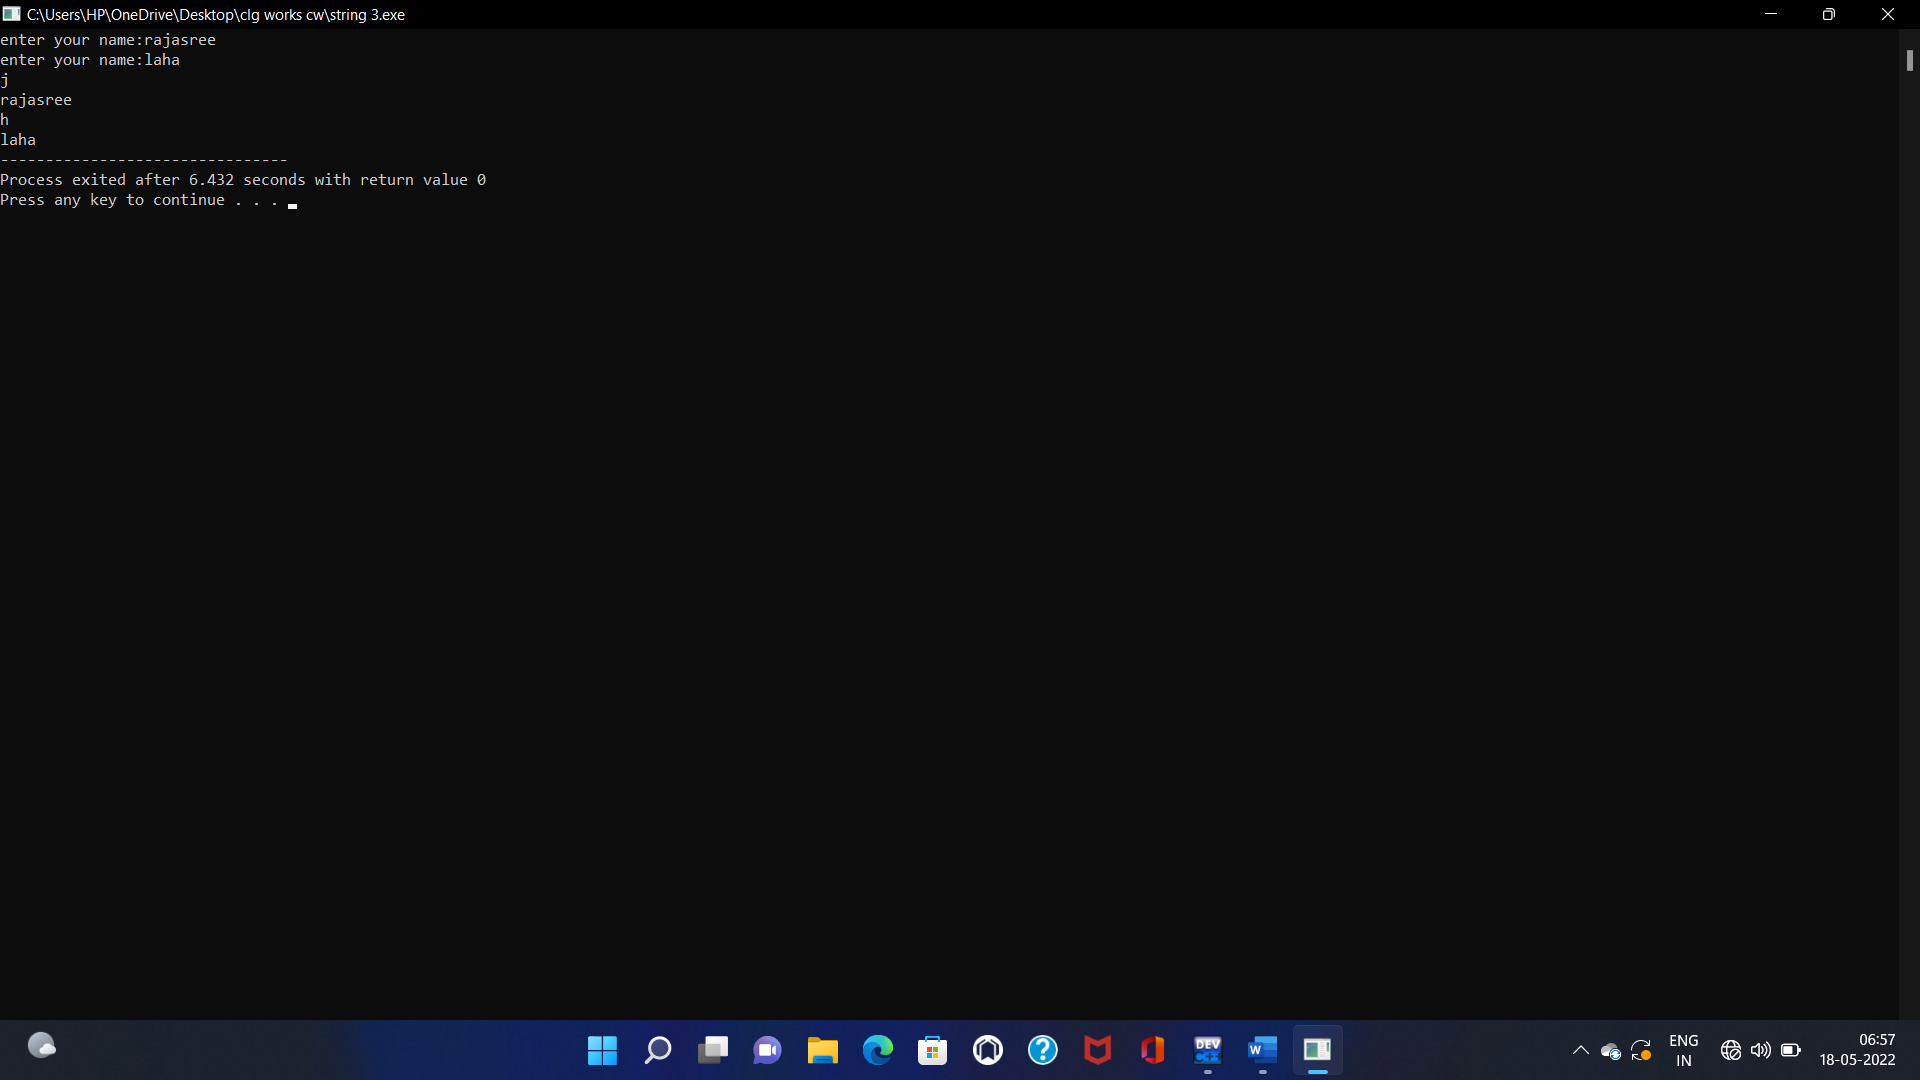 C:\Users\HP\OneDrive\Desktop\clg works cw\string 3.exe
enter your name:rajasree
enter your name:laha
j
rajasree
h
laha
--------------------------------
Process exited after 6.432 seconds with return value 0
Press any key to continue . . .
DEV
C++
W
?
ENG
IN
06:57
18-05-2022